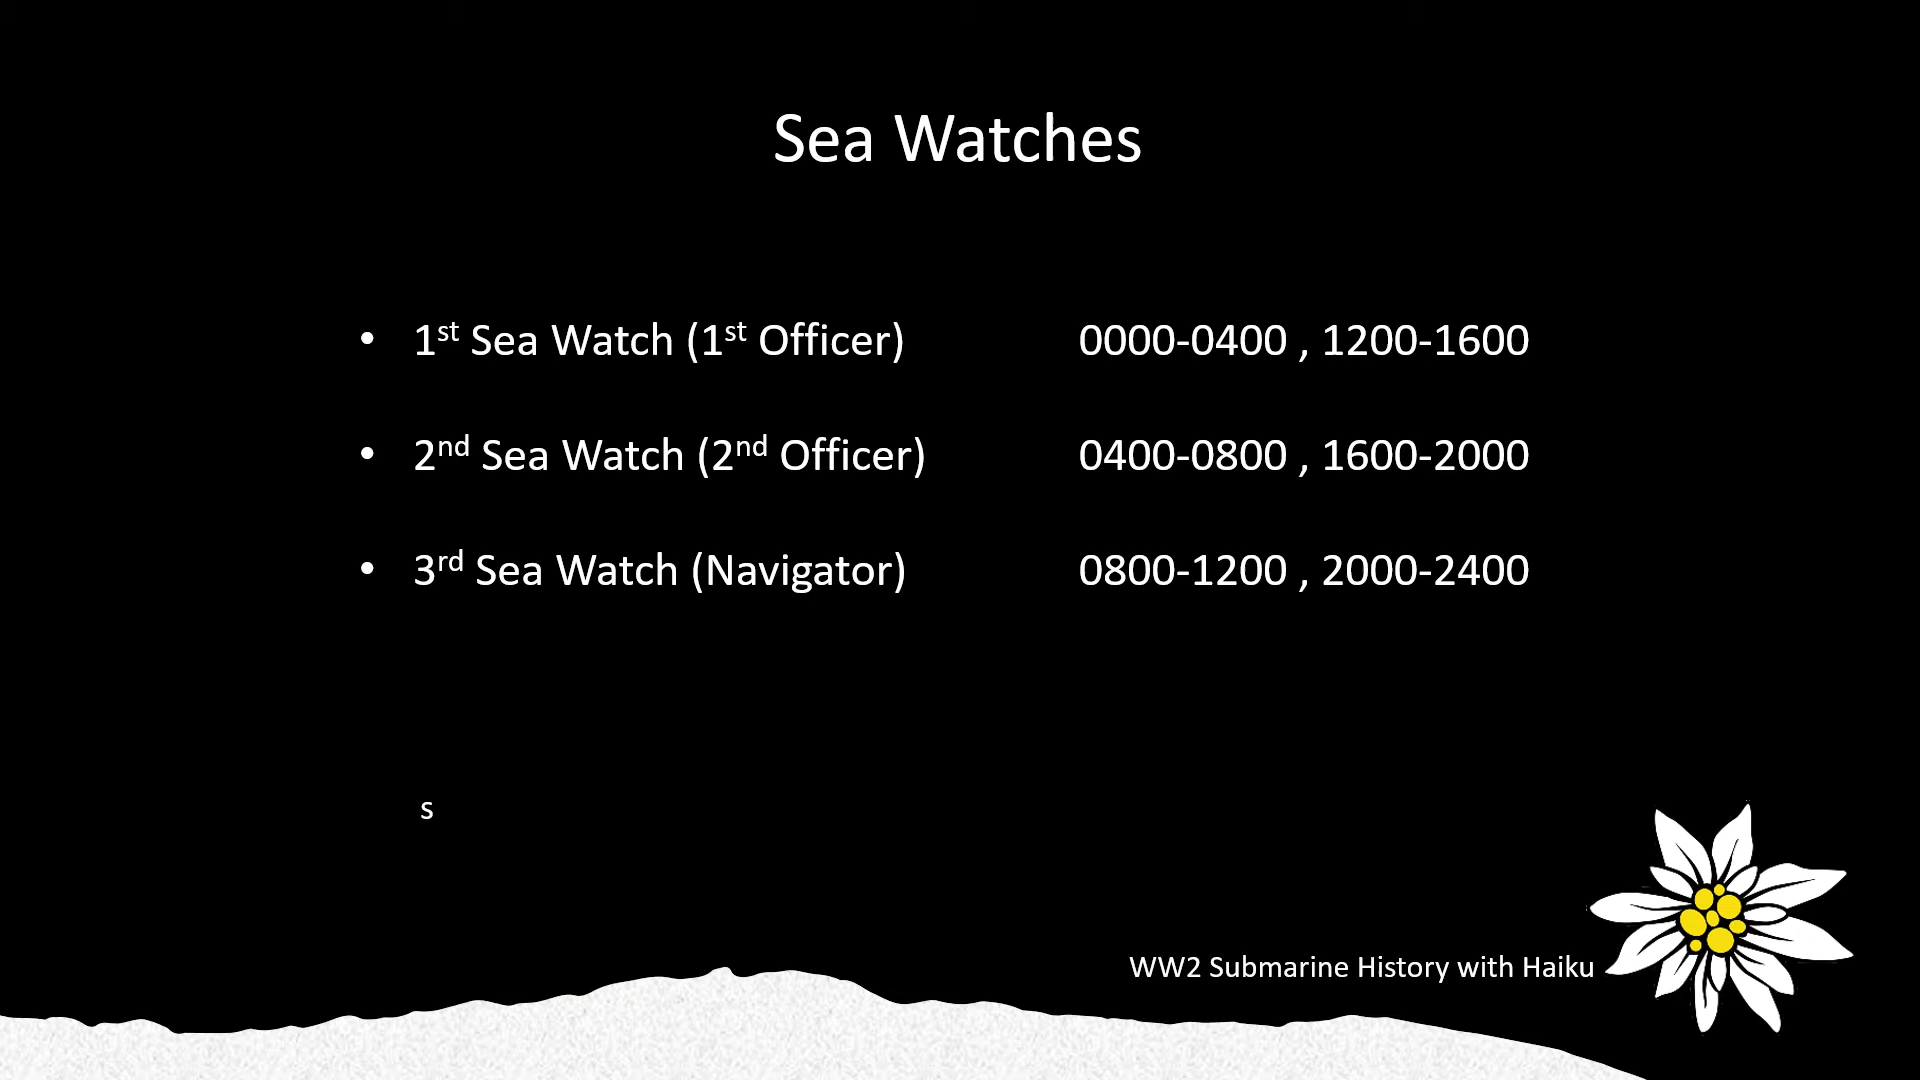 Sea Watches
• 1st Sea Watch (1st Officer) 0000-0400 , 1200-1600
• 2nd Sea Watch (2nd Officer) 0400-0800 , 1600-2000
• 3rd Sea Watch (Navigator) 0800-1200 , 2000-2400
s
WW2 Submarine History with Haiku